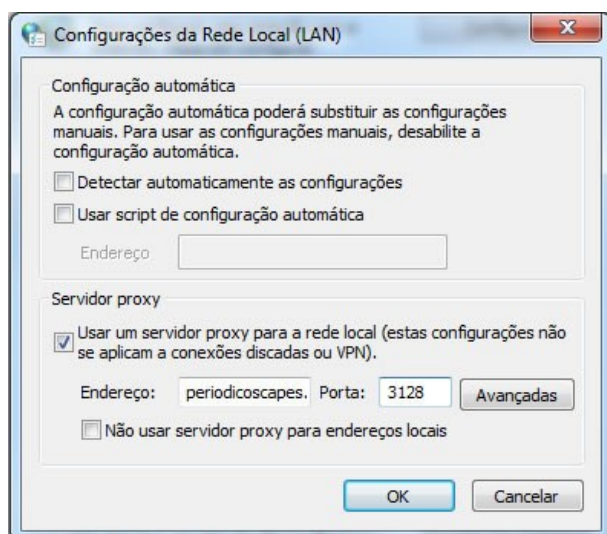 Configurações da Rede Local (LAN)
Configuração automática
A configuração automática poderá substituir as configurações
manuais. Para usar as configurações manuais, desabilite a
configuração automática.
Detectar automaticamente as configurações
Usar script de configuração automática
Endereço
Servidor proxy
Usar um servidor proxy para a rede local (estas configurações não
se aplicam a conexões discadas ou VPN).
Endereço: periodicoscapes. Porta: 3128 Avançadas
Não usar servidor proxy para endereços locais
OK Cancelar